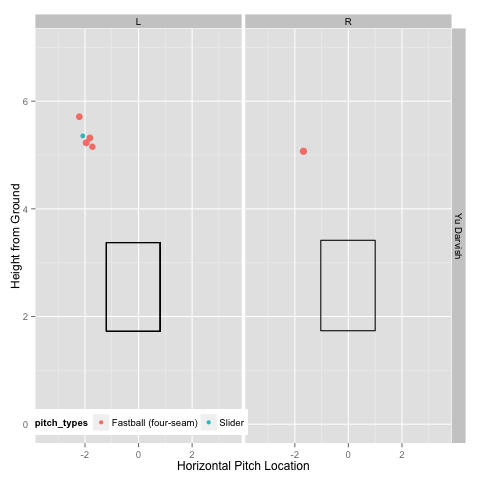 L
R
6
4
2
0
Height from Ground
Yu Darvish
pitch_types Fastball (four-seam) Slider
-2 0 2
-2 0 2
Horizontal Pitch Location